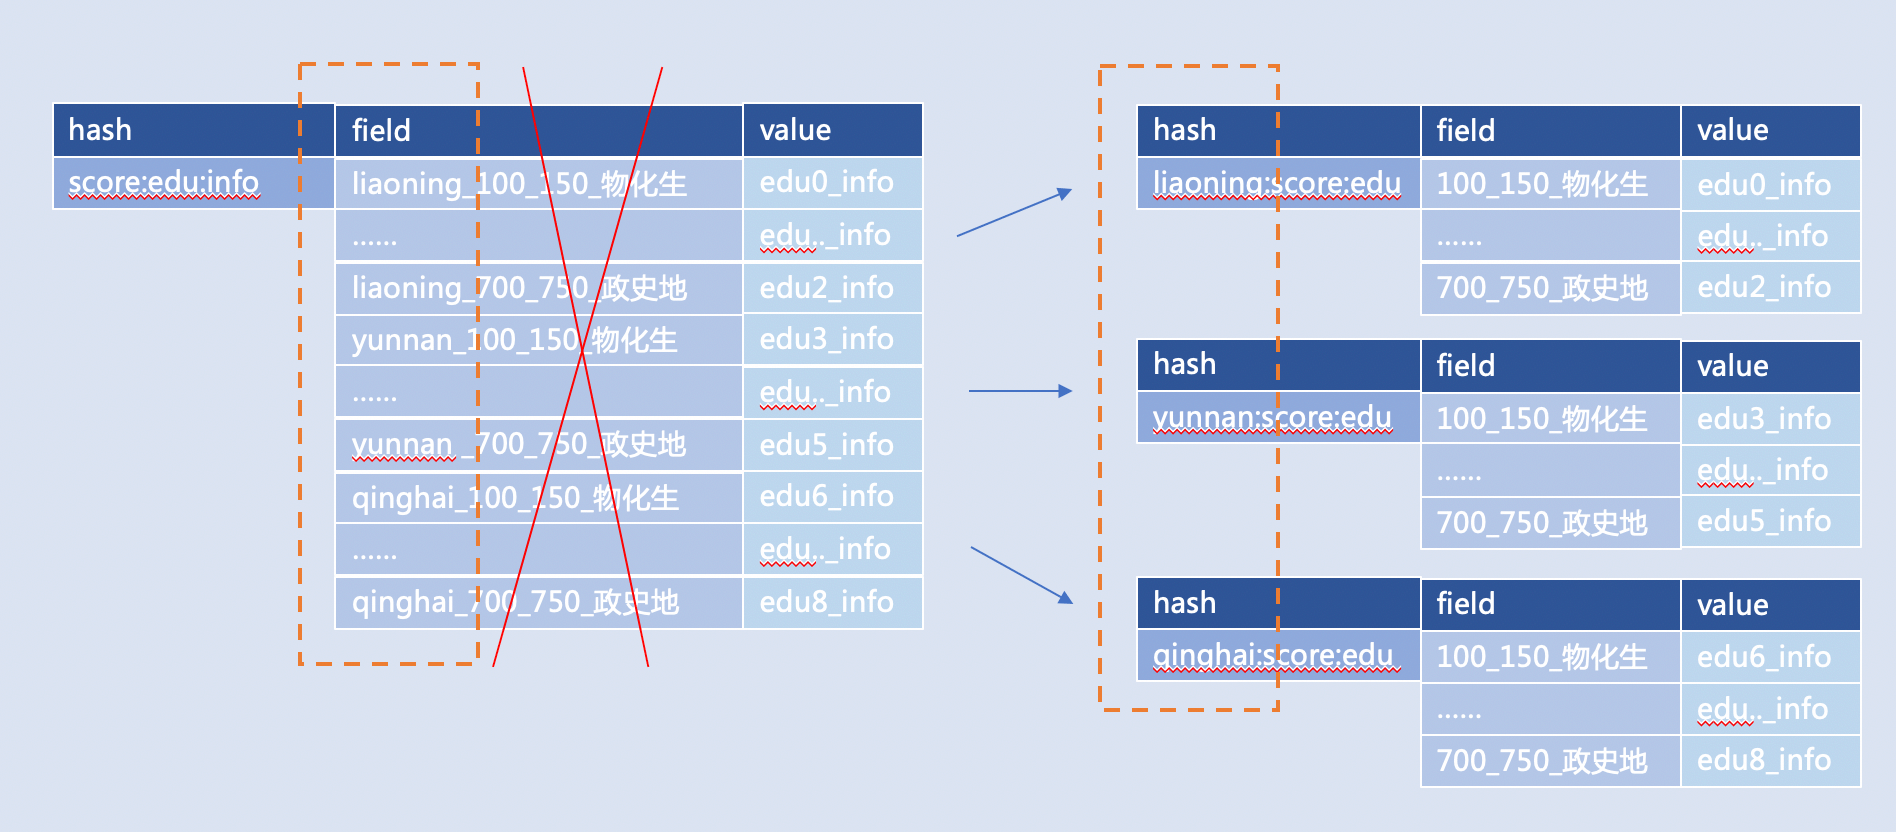 hash field value
score:edu:info liaoning_100_150_物化生 edu0_info
...... edu.._info
liaoning_700_750_政史地 edu2_info
yunnan_100_150_物化生 edu3_info
...... edu.._info
yunnan _700_750_政史地 edu5_info
qinghai_100_150_物化生 edu6_info
...... edu.._info
qinghai_700_750_政史地 edu8_info
hash field value
liaoning:score:edu 100_150_物化生 edu0_info
...... edu.._info
700_750_政史地 edu2_info
hash field value
yunnan:score:edu 100_150_物化生 edu3_info
...... edu.._info
700_750_政史地 edu5_info
hash field value
qinghai:score:edu 100_150_物化生 edu6_info
...... edu.._info
700_750_政史地 edu8_info